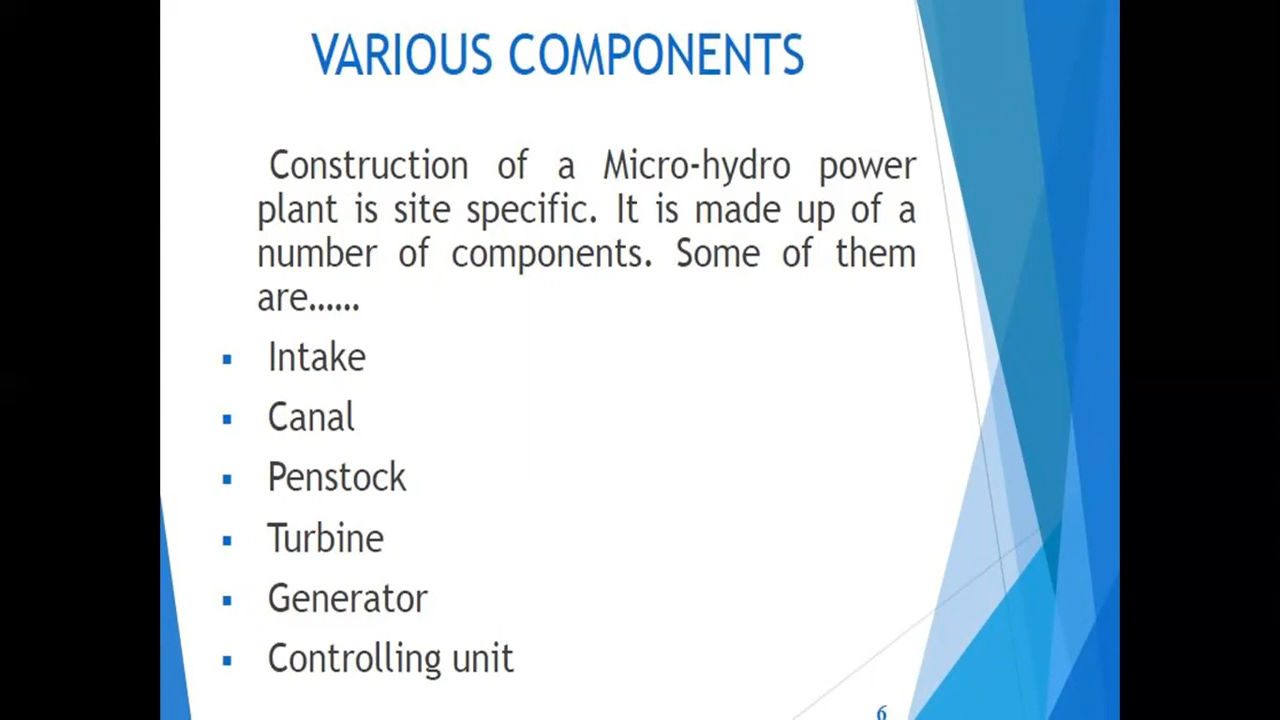 VARIOUS COMPONENTS
Construction of a Micro-hydro power
plant is site specific. It is made up of a
number of components. Some of them
are......
▪ Intake
▪ Canal
▪ Penstock
▪ Turbine
▪ Generator
▪ Controlling unit
6